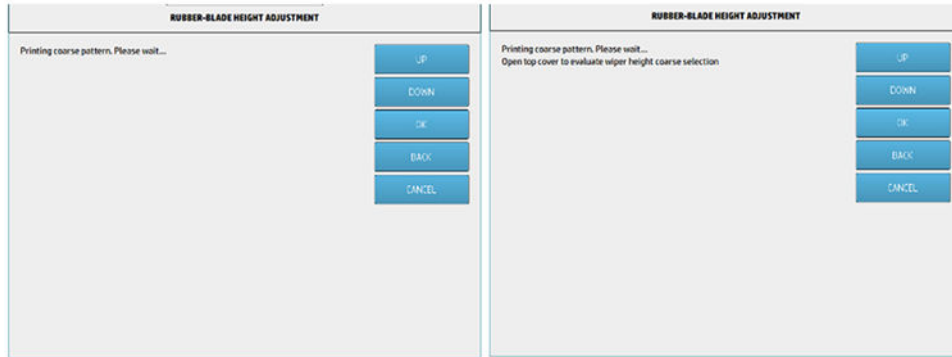 RUBBER-BLADE HEIGHT ADJUSTMENT
Printing coarse pattern. Please wait...
UP
DOWN
OK
BACK
CANCEL
RUBBER-BLADE HEIGHT ADJUSTMENT
Printing coarse pattern. Please wait...
Open top cover to evaluate wiper height coarse selection
UP
DOWN
OK
BACK
CANCEL